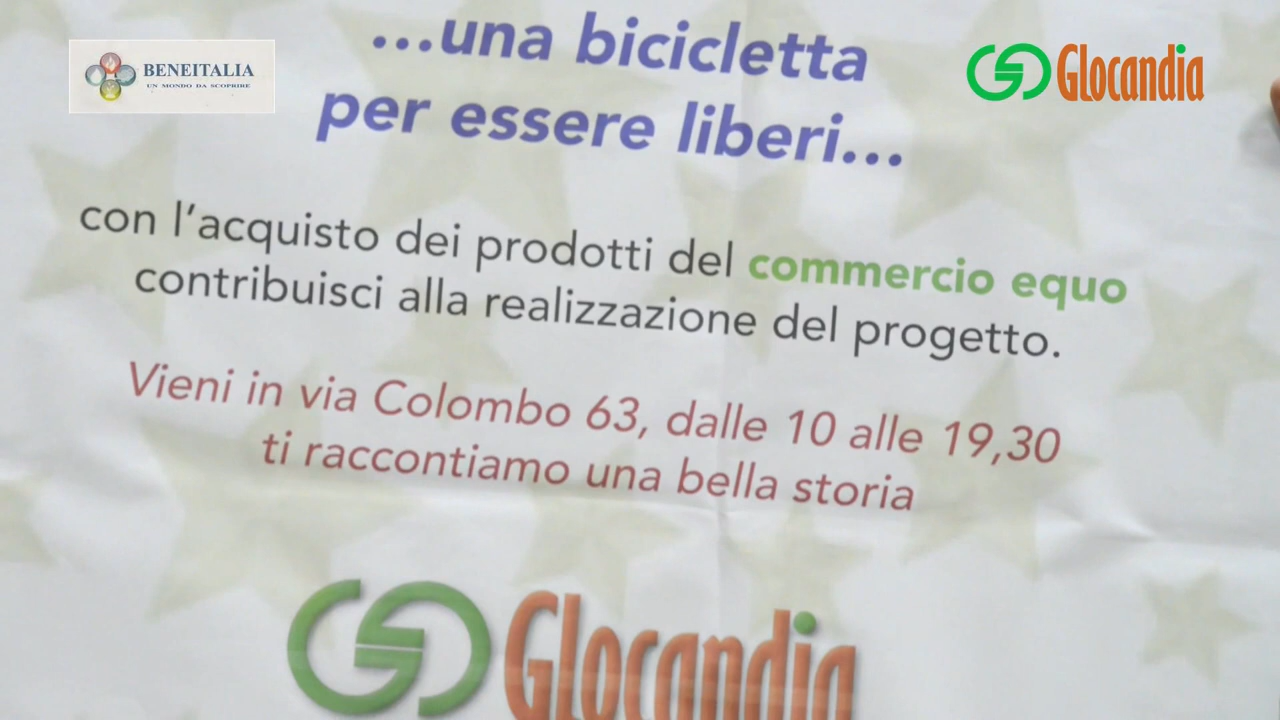 ...una bicicletta
per essere liberi...
BENEITALIA
UN MONDO DA SCOPRIRE
Glocandia
con l'acquisto dei prodotti del commercio equo
contribuisci alla realizzazione del progetto.
Vieni in via Colombo 63, dalle 10 alle 19,30
ti raccontiamo una bella storia
Glocandia